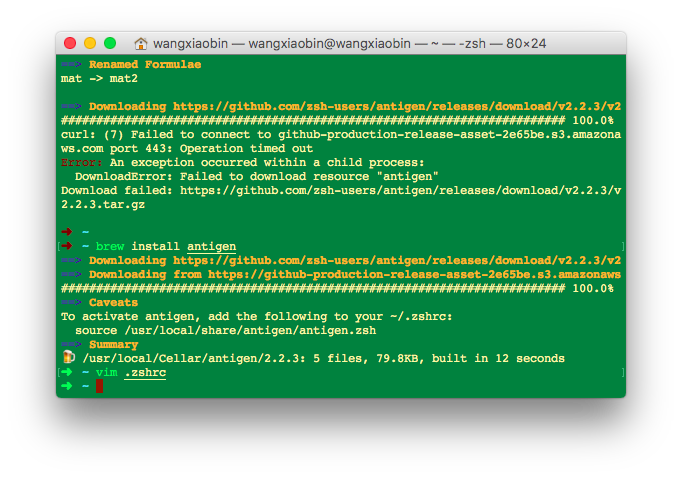 wangxiaobin — wangxiaobin@wangxiaobin — ~ — -zsh — 80×24
==> Renamed Formulae
mat -> mat2
==> Downloading https://github.com/zsh-users/antigen/releases/download/v2.2.3/v2
######################################################################## 100.0%
curl: (7) Failed to connect to github-production-release-asset-2e65be.s3.amazona
ws.com port 443: Operation timed out
Error: An exception occurred within a child process:
  DownloadError: Failed to download resource "antigen"
Download failed: https://github.com/zsh-users/antigen/releases/download/v2.2.3/v
2.2.3.tar.gz
➜ ~
[➜ ~ brew install antigen ]
==> Downloading https://github.com/zsh-users/antigen/releases/download/v2.2.3/v2
==> Downloading from https://github-production-release-asset-2e65be.s3.amazonaws
######################################################################## 100.0%
==> Caveats
To activate antigen, add the following to your ~/.zshrc:
  source /usr/local/share/antigen/antigen.zsh
==> Summary
🍺 /usr/local/Cellar/antigen/2.2.3: 5 files, 79.8KB, built in 12 seconds
[➜ ~ vim .zshrc ]
➜ ~